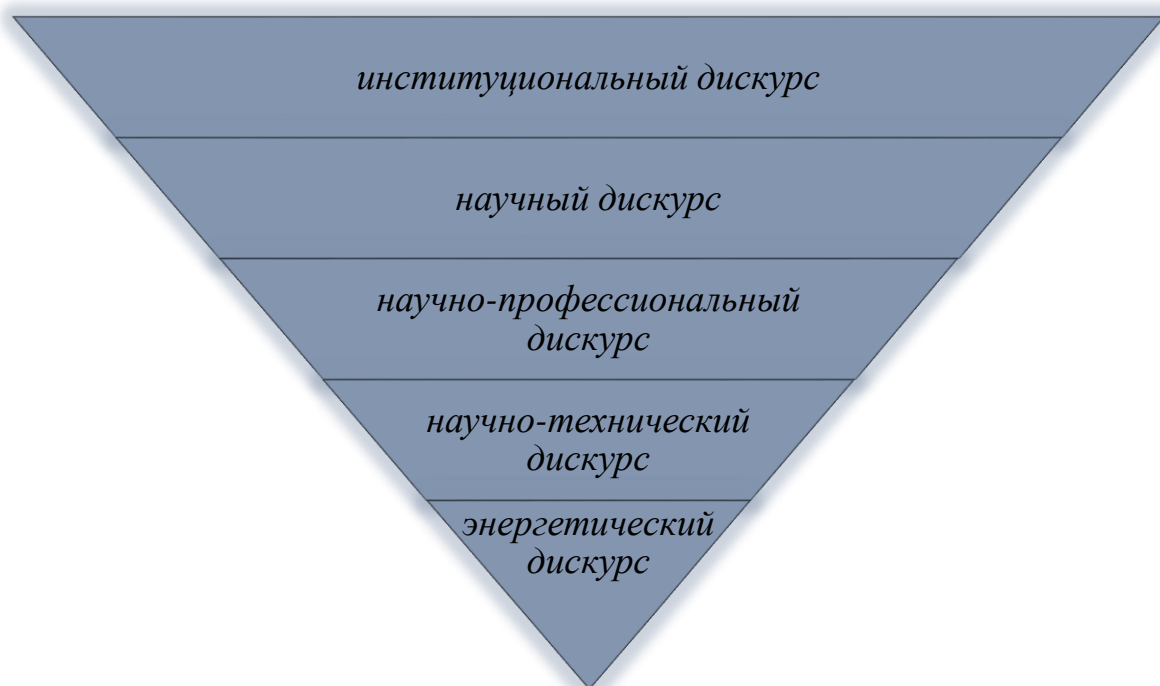 институциональный дискурс
научный дискурс
научно-профессиональный
дискурс
научно-технический
дискурс
энергетический
дискурс